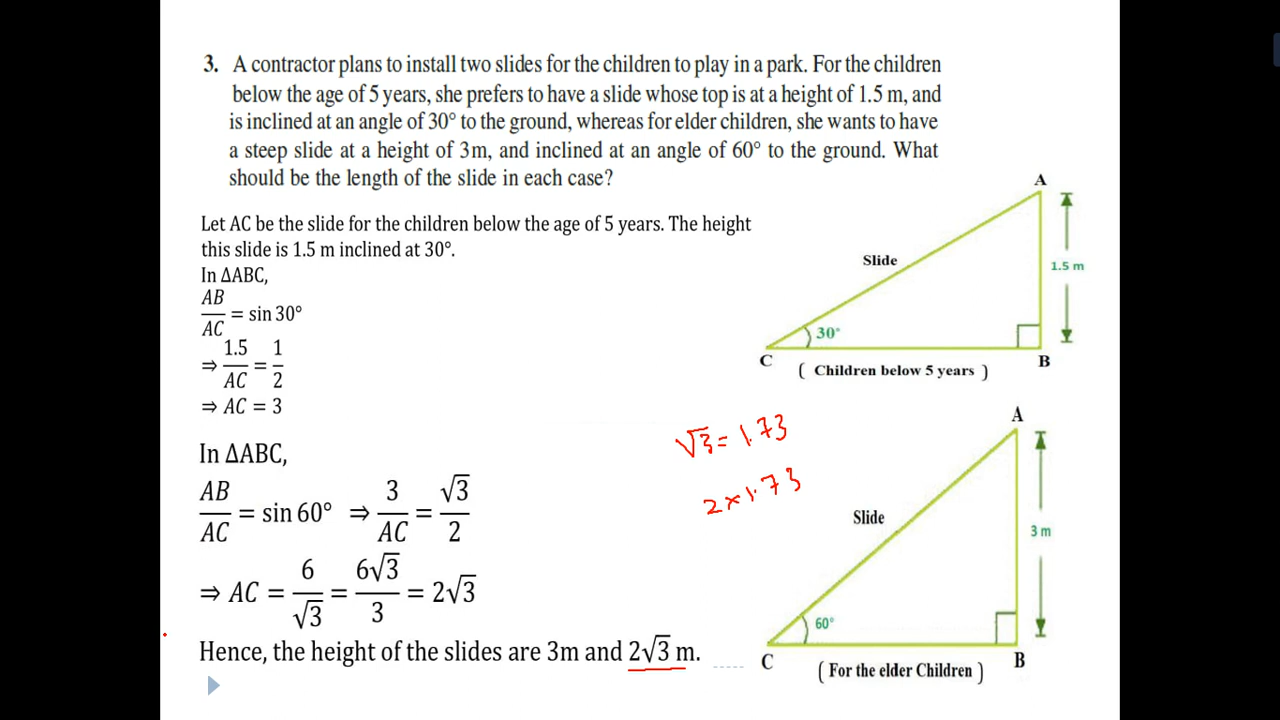 3. A contractor plans to install two slides for the children to play in a park. For the children
below the age of 5 years, she prefers to have a slide whose top is at a height of 1.5 m, and
is inclined at an angle of 30° to the ground, whereas for elder children, she wants to have
a steep slide at a height of 3m, and inclined at an angle of 60° to the ground. What
should be the length of the slide in each case?
Let AC be the slide for the children below the age of 5 years. The height
this slide is 1.5 m inclined at 30°.
In ΔABC,
AB/AC = sin 30°
⇒ 1.5/AC = 1/2
⇒ AC = 3
In ΔABC,
AB/AC = sin 60° ⇒ 3/AC = √3/2
⇒ AC = 6/√3 = 6√3/3 = 2√3
Hence, the height of the slides are 3m and 2√3 m.
√3 = 1.73
2×1.73
A
Slide
1.5 m
30°
C
B
( Children below 5 years )
A
Slide
3 m
60°
C
B
( For the elder Children )